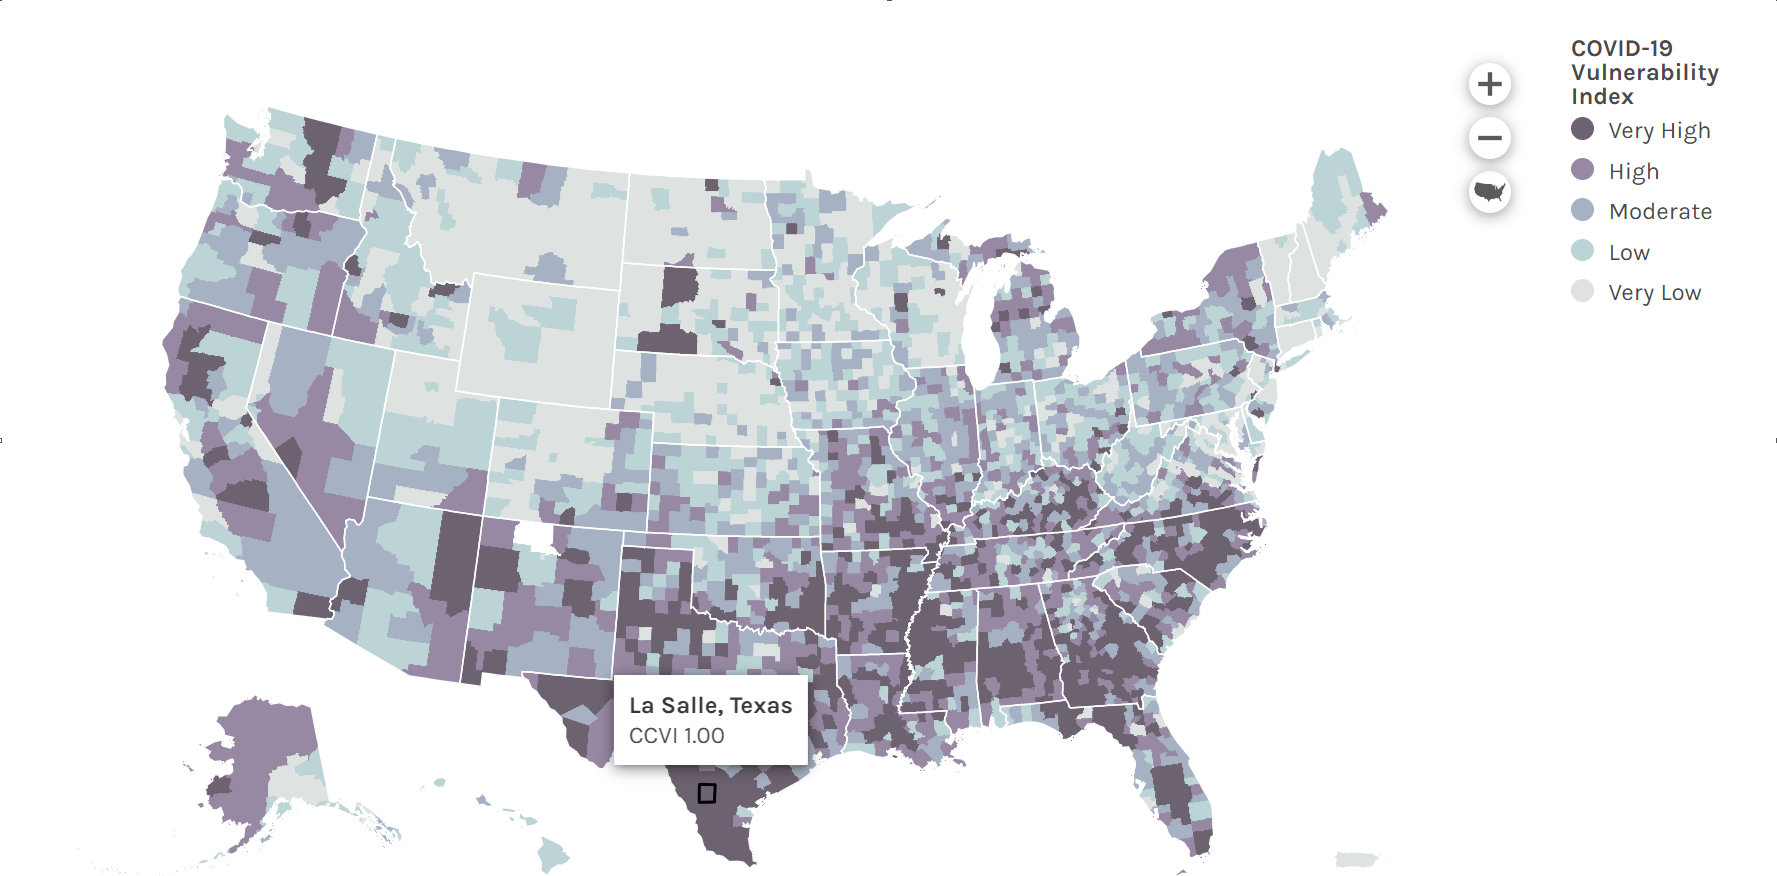 COVID-19
Vulnerability
Index
Very High
High
Moderate
Low
Very Low
La Salle, Texas
CCVI 1.00